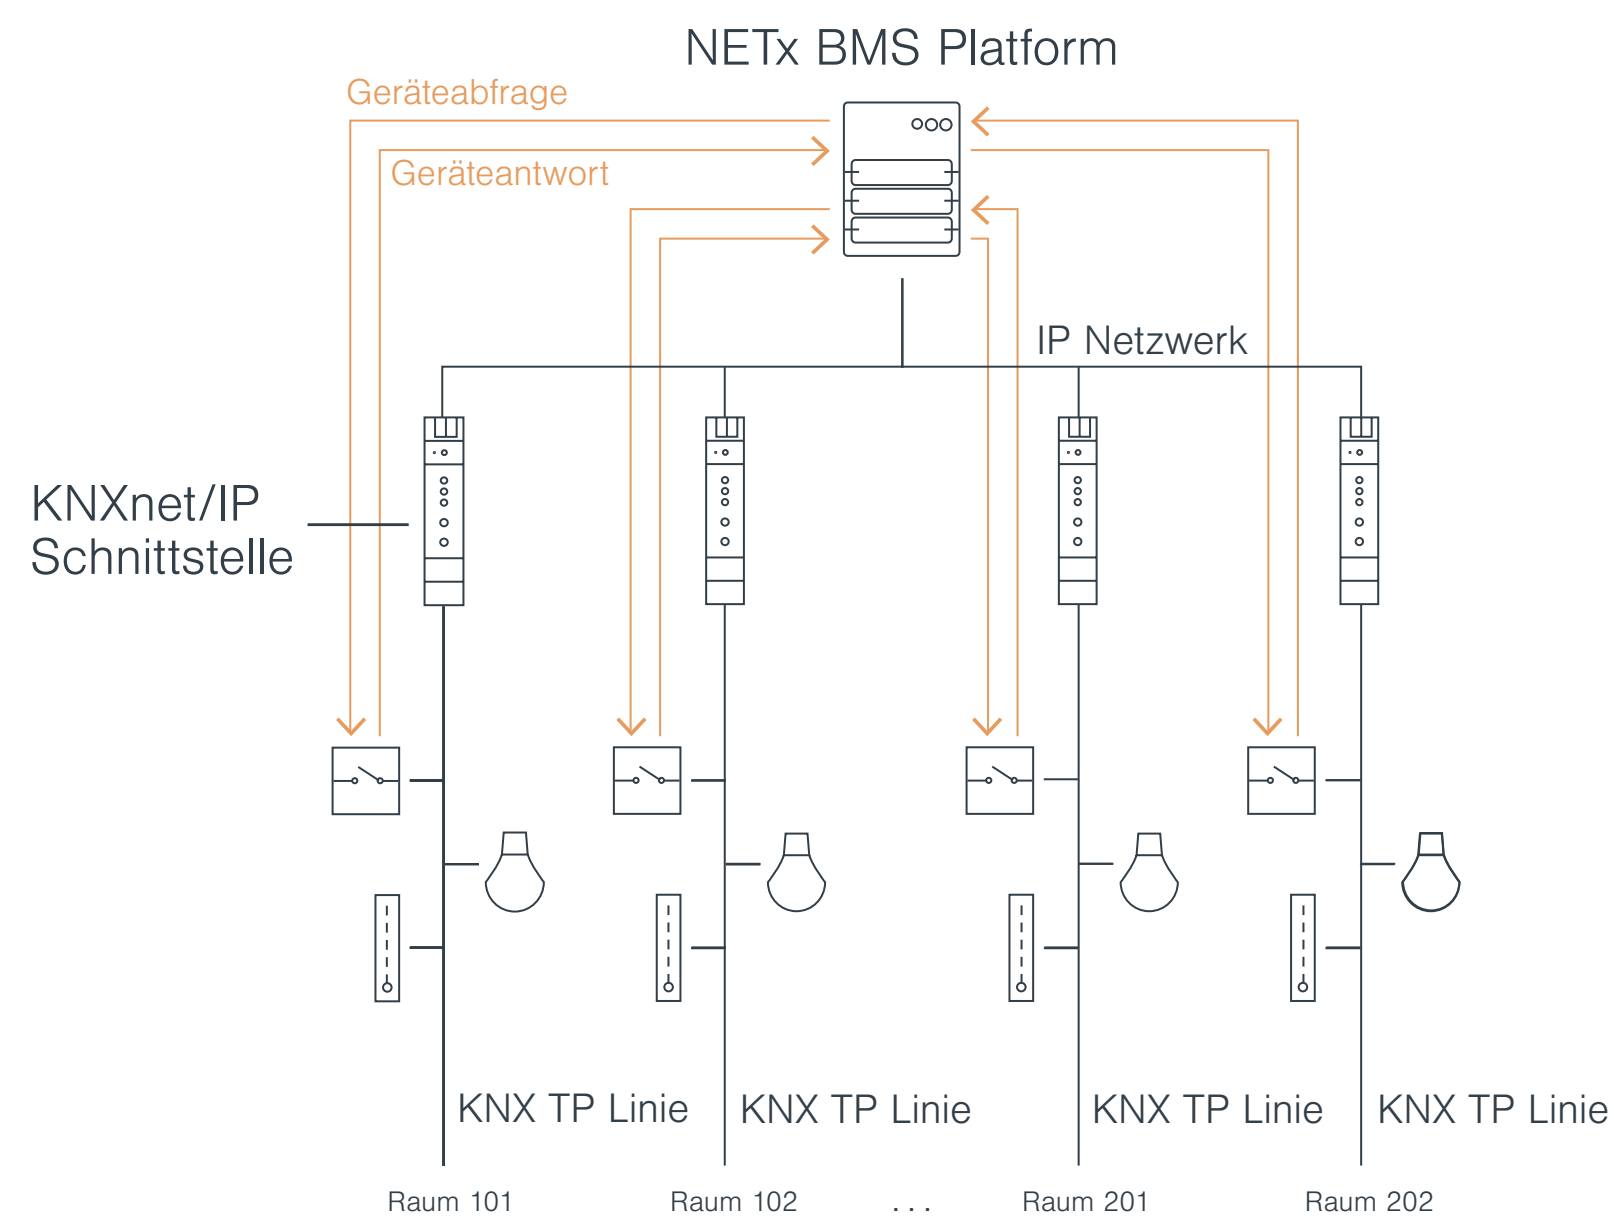 NETx BMS Platform
Geräteabfrage
Geräteantwort
IP Netzwerk
KNXnet/IP
Schnittstelle
KNX TP Linie
KNX TP Linie
KNX TP Linie
KNX TP Linie
Raum 101
Raum 102
...
Raum 201
Raum 202